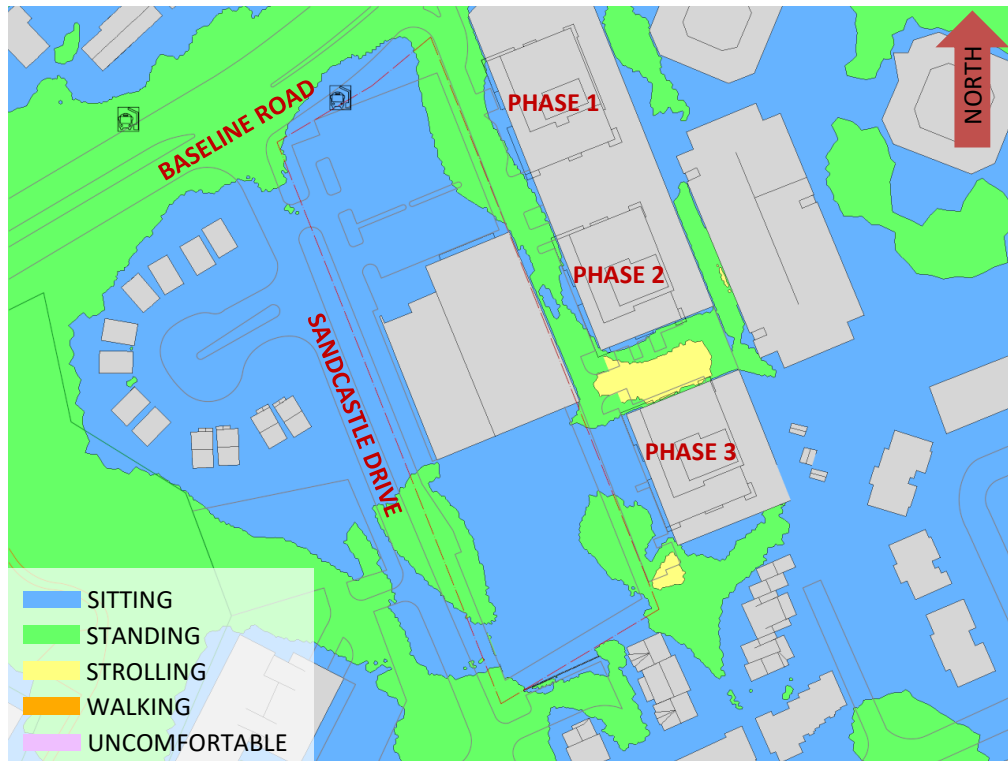 NORTH
PHASE 1
BASELINE ROAD
PHASE 2
SANDCASTLE DRIVE
PHASE 3
SITTING
STANDING
STROLLING
WALKING
UNCOMFORTABLE